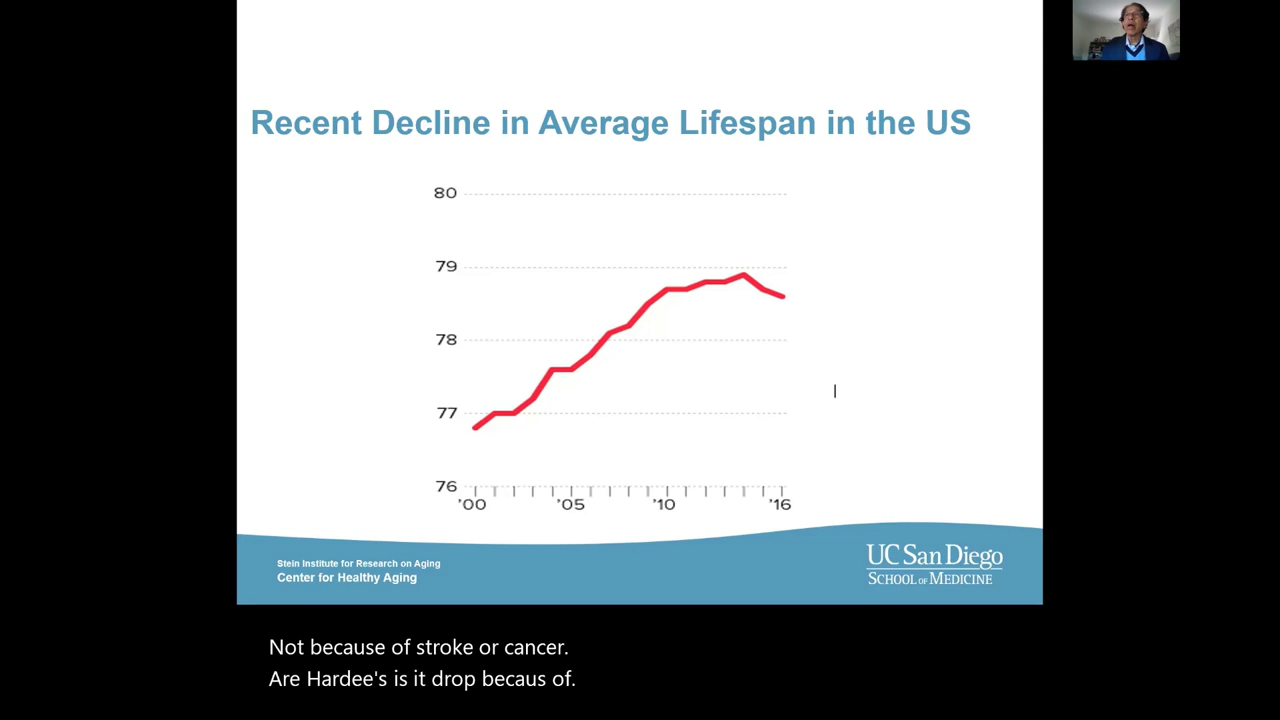 Recent Decline in Average Lifespan in the US
80
79
78
77
76
'00 '05 '10 '16
Stein Institute for Research on Aging
Center for Healthy Aging
UC San Diego
SCHOOL OF MEDICINE
Not because of stroke or cancer.
Are Hardee's is it drop becaus of.